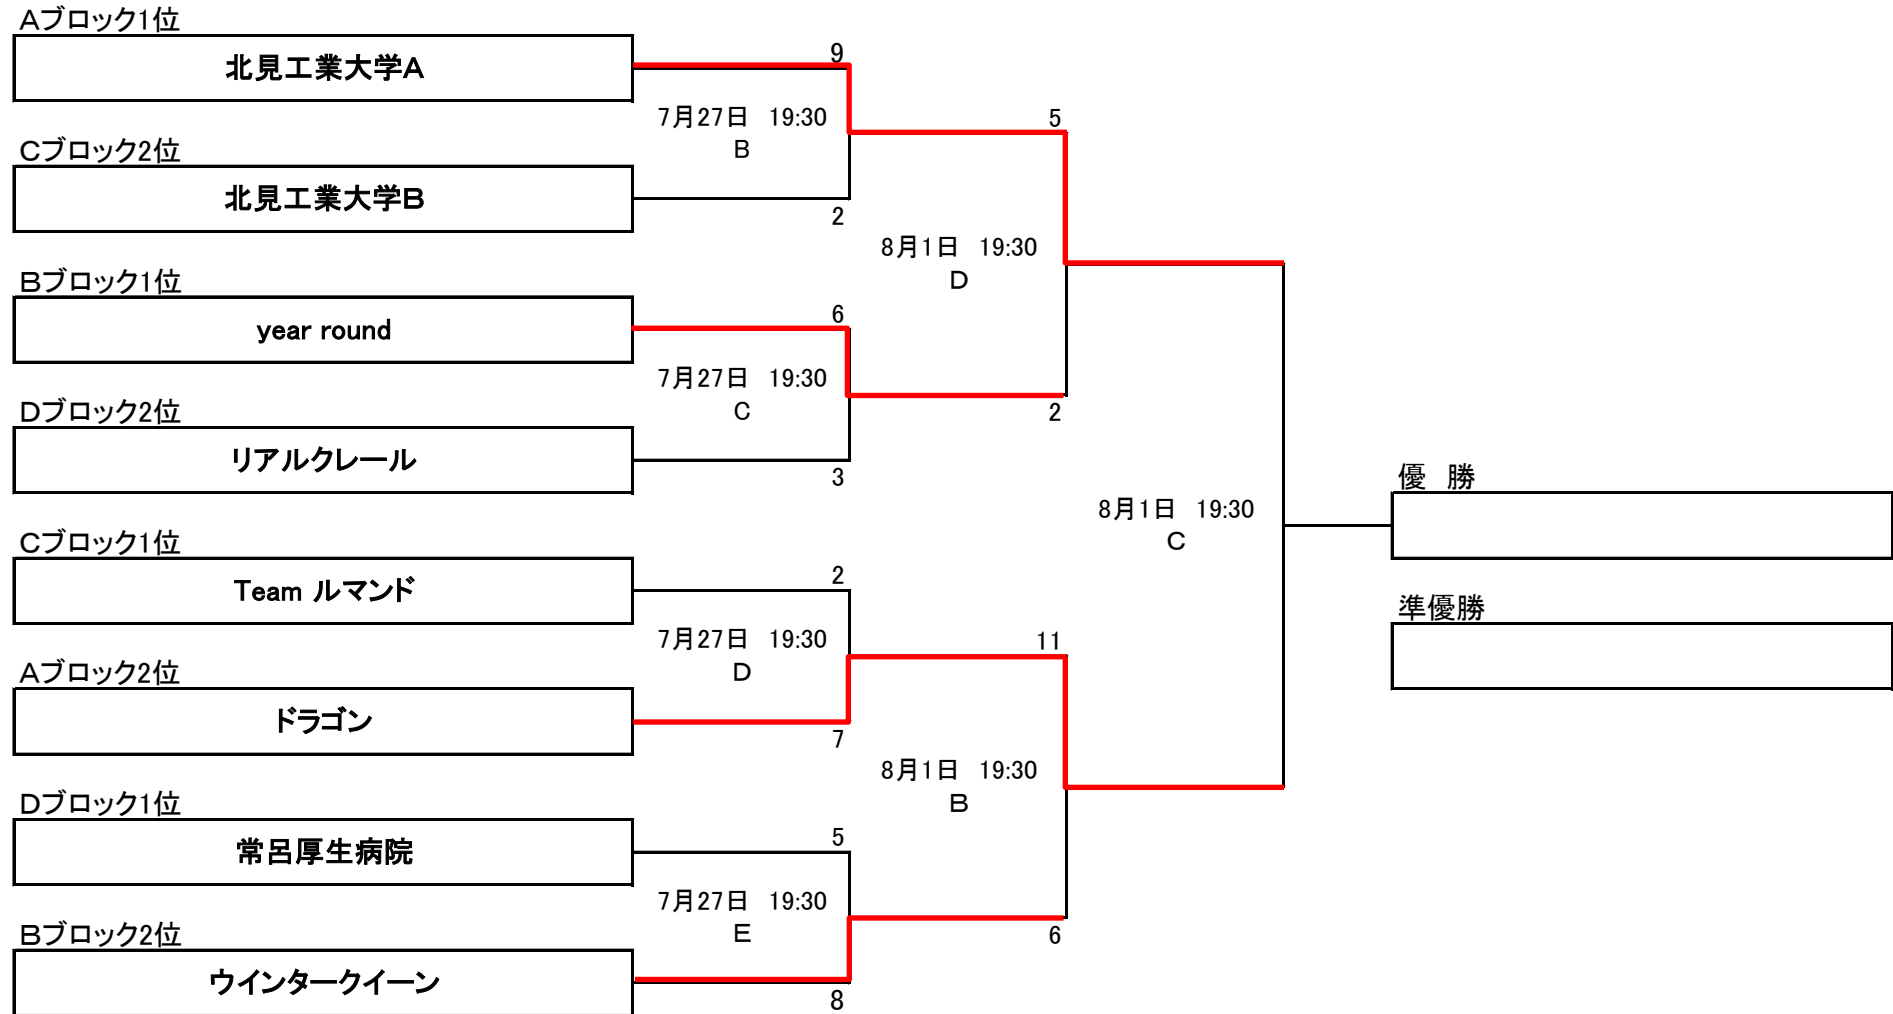 Aブロック1位
北見工業大学A
9
7月27日 19:30
B
5
Cブロック2位
北見工業大学B
2
8月1日 19:30
D
Bブロック1位
year round
6
7月27日 19:30
C
2
Dブロック2位
リアルクレール
3
優 勝
8月1日 19:30
C
Cブロック1位
Team ルマンド
2
準優勝
7月27日 19:30
D
11
Aブロック2位
ドラゴン
7
8月1日 19:30
B
Dブロック1位
常呂厚生病院
5
7月27日 19:30
E
6
Bブロック2位
ウインタークイーン
8